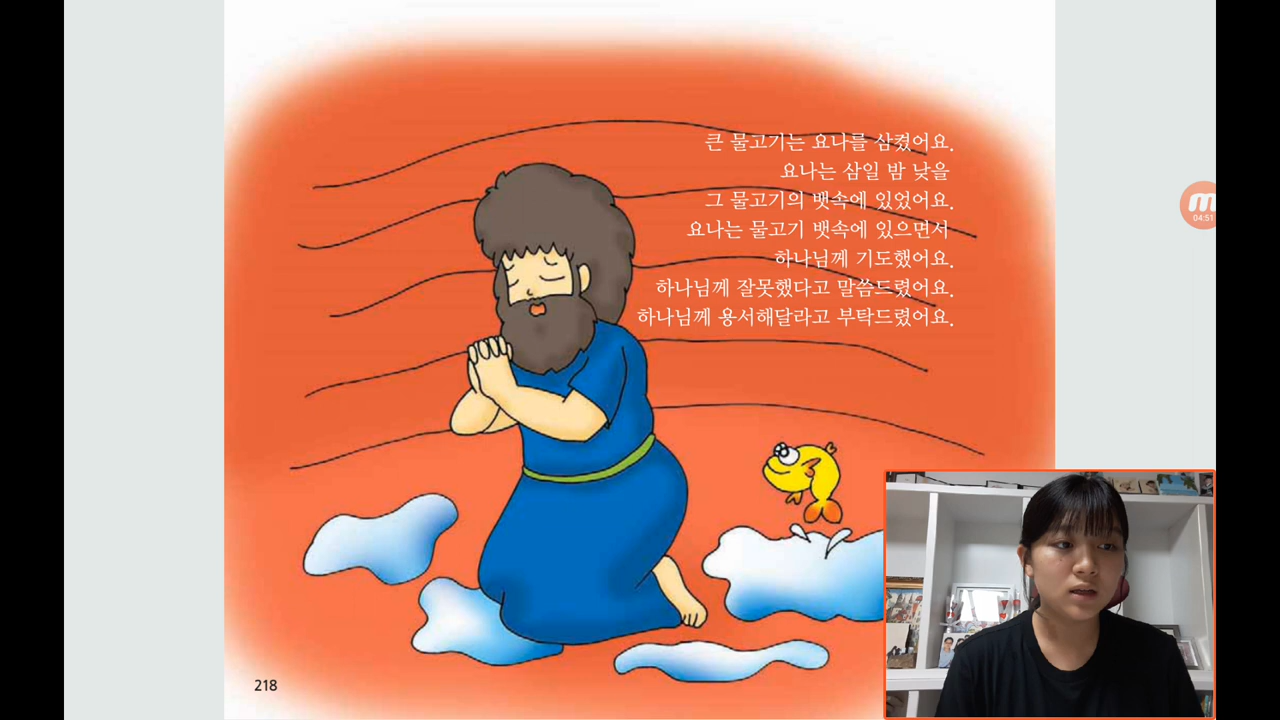 큰 물고기는 요나를 삼켰어요.
요나는 삼일 밤 낮을
그 물고기의 뱃속에 있었어요.
요나는 물고기 뱃속에 있으면서
하나님께 기도했어요.
하나님께 잘못했다고 말씀드렸어요.
하나님께 용서해달라고 부탁드렸어요.
218
04:51